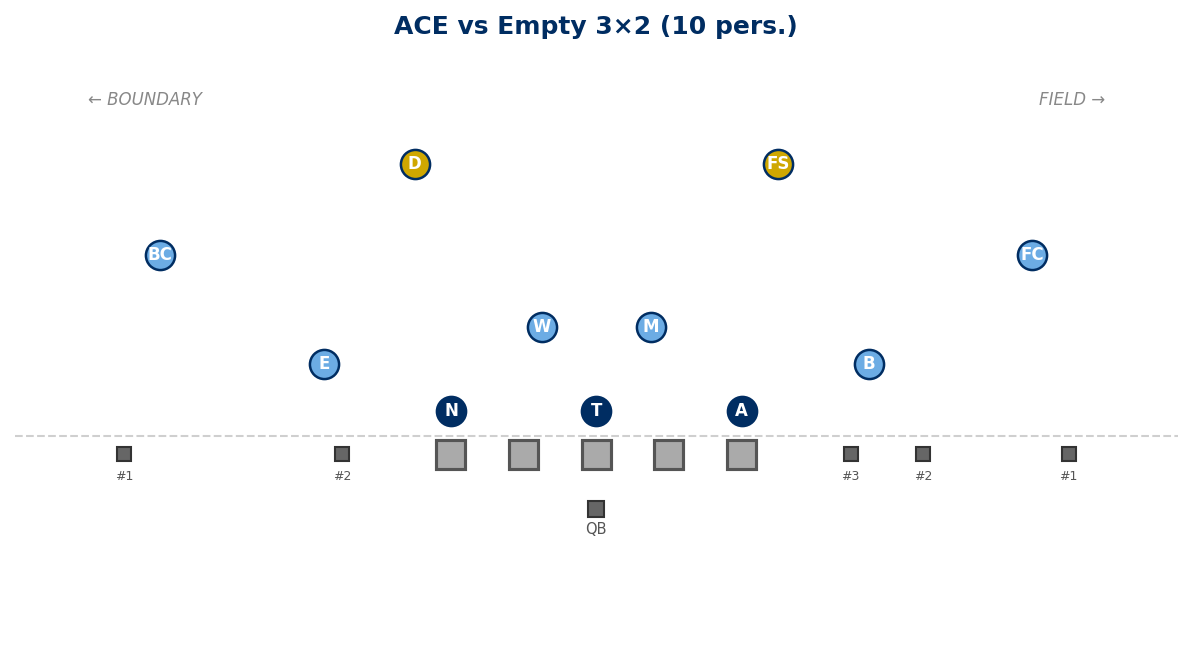 ACE vs Empty 3×2 (10 pers.)
← BOUNDARY
FIELD →
D
FS
BC
FC
W
M
E
B
N
T
A
#1
#2
#3
#2
#1
QB